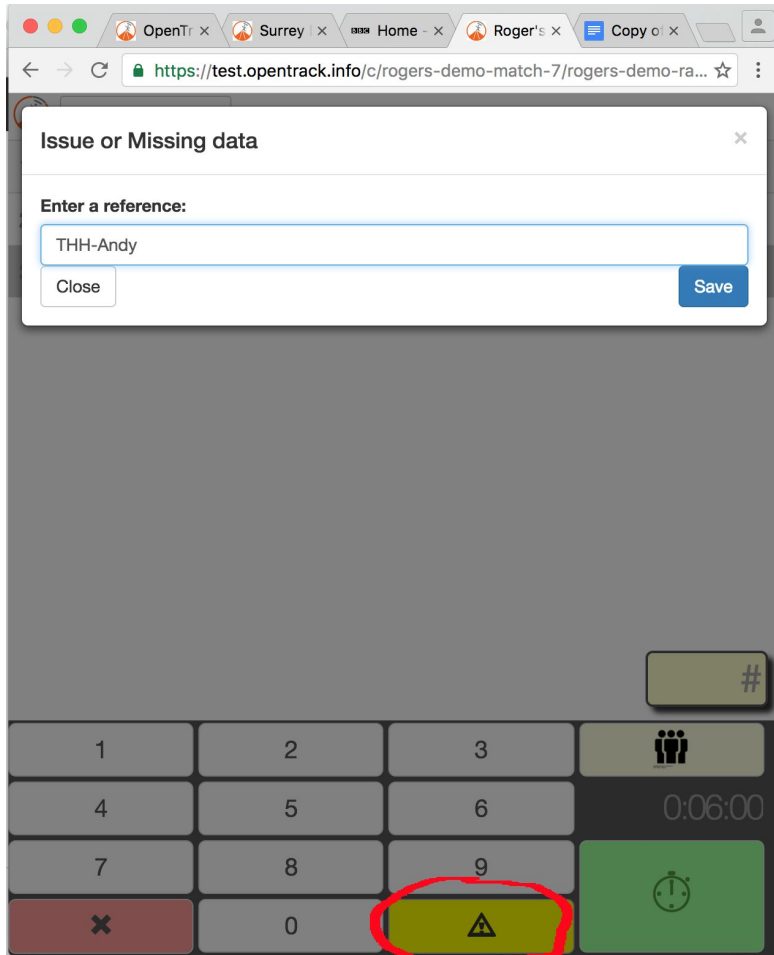 OpenTr
Surrey
BBC Home -
Roger's
Copy of
https://test.opentrack.info/c/rogers-demo-match-7/rogers-demo-ra...
Issue or Missing data
×
Enter a reference:
THH-Andy
Close
Save
#
1 2 3
4 5 6 0:06:00
7 8 9
0